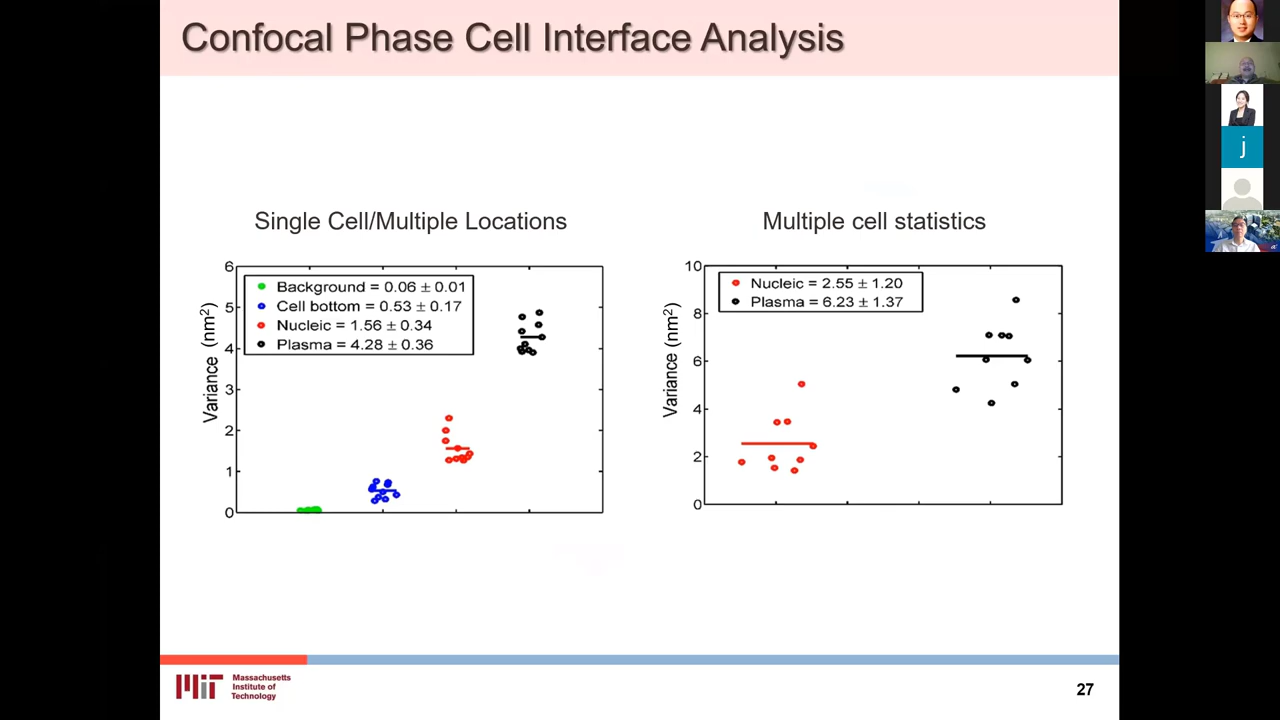 Confocal Phase Cell Interface Analysis
j
Single Cell/Multiple Locations
Variance (nm²)
6
5
4
3
2
1
0
Background = 0.06 ± 0.01
Cell bottom = 0.53 ± 0.17
Nucleic = 1.56 ± 0.34
Plasma = 4.28 ± 0.36
Multiple cell statistics
Variance (nm²)
10
8
6
4
2
0
Nucleic = 2.55 ± 1.20
Plasma = 6.23 ± 1.37
MIT
Massachusetts
Institute of
Technology
27